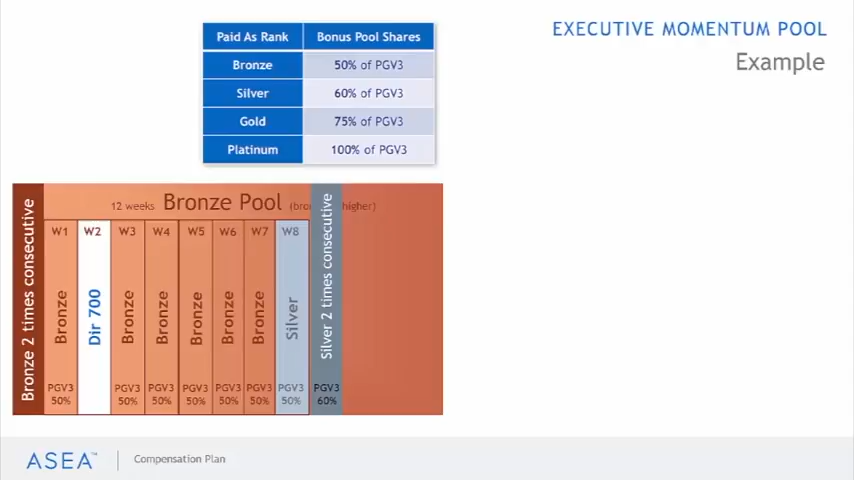 EXECUTIVE MOMENTUM POOL
Example
Paid As Rank Bonus Pool Shares
Bronze 50% of PGV3
Silver 60% of PGV3
Gold 75% of PGV3
Platinum 100% of PGV3
12 weeks Bronze Pool (bro higher)
Bronze 2 times consecutive
W1 W2 W3 W4 W5 W6 W7 W8
Bronze Dir 700 Bronze Bronze Bronze Bronze Bronze Silver
Silver 2 times consecutive
PGV3 PGV3 PGV3 PGV3 PGV3 PGV3 PGV3 PGV3
50% 50% 50% 50% 50% 50% 50% 60%
ASEA™ Compensation Plan